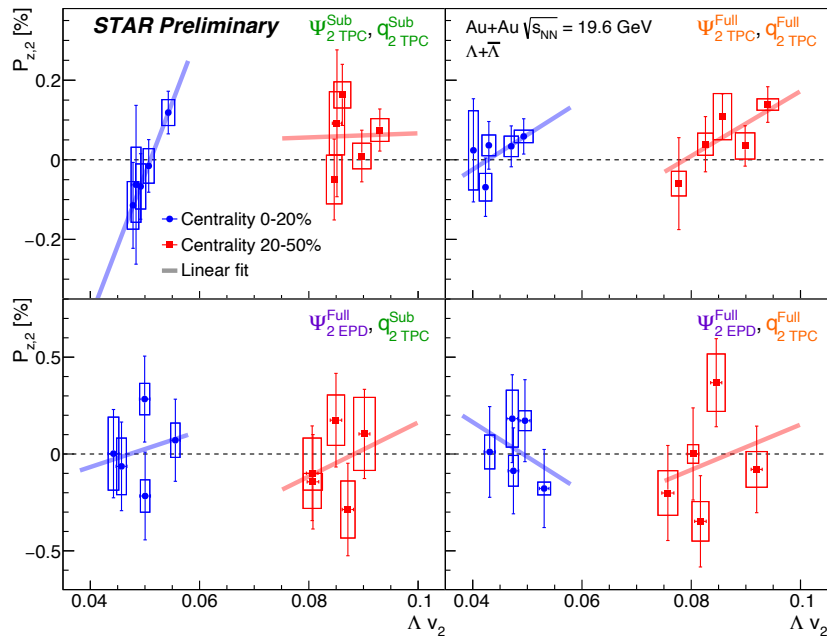 STAR Preliminary
Ψ₂ TPC^Sub, q₂ TPC^Sub
Au+Au √s_NN = 19.6 GeV
Λ+Λ̅
Ψ₂ TPC^Full, q₂ TPC^Full
P_z,2 [%]
0.2
0
−0.2
Centrality 0-20%
Centrality 20-50%
Linear fit
P_z,2 [%]
Ψ₂ EPD^Full, q₂ TPC^Sub
Ψ₂ EPD^Full, q₂ TPC^Full
0.5
0
−0.5
0.04 0.06 0.08 0.1
0.04 0.06 0.08 0.1
Λ v₂
Λ v₂